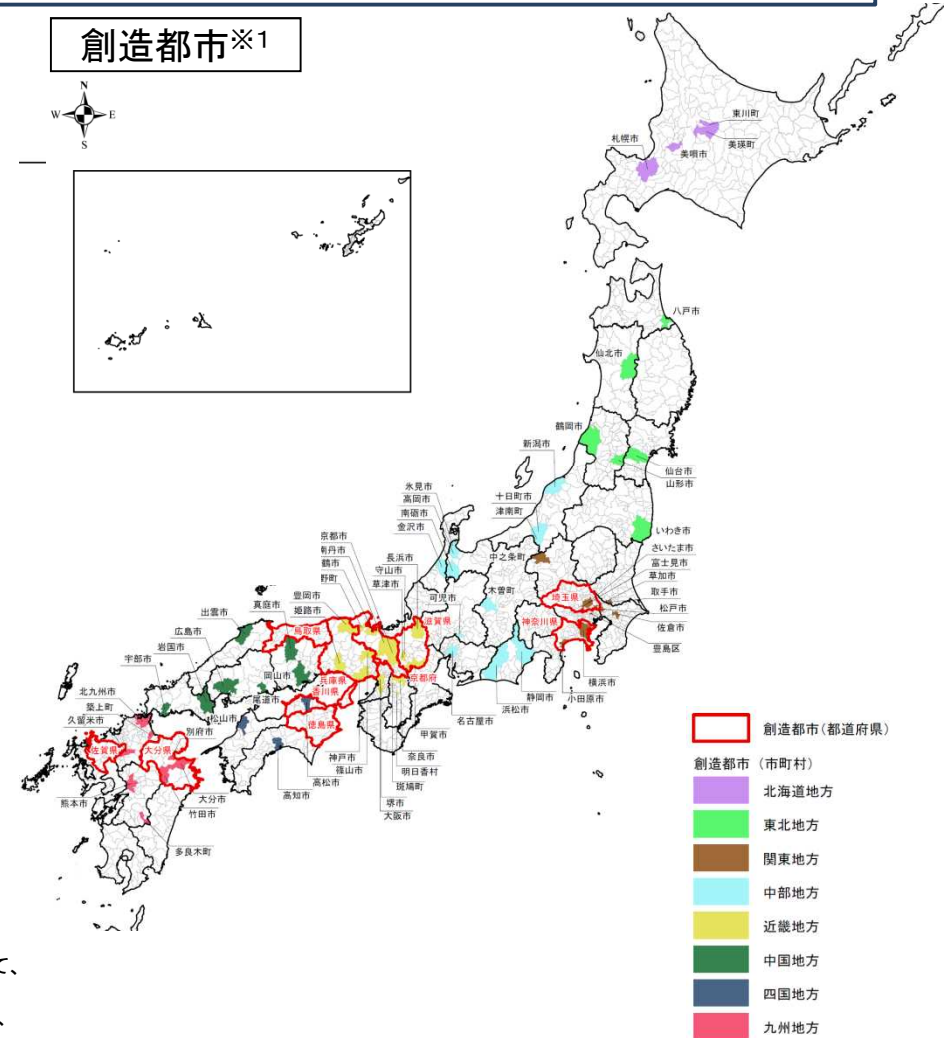 創造都市※1
N
W E
S
東川町
札幌市
美瑛町
美唄市
八戸市
仙北市
鶴岡市
新潟市
仙台市
山形市
氷見市
高岡市
南砺市
金沢市
十日町市
津南町
いわき市
京都市
南丹市
鶴市
野町
長浜市
守山市
草津市
中之条町
さいたま市
富士見市
草加市
取手市
松戸市
佐倉市
豊島区
豊岡市
姫路市
可児市
木曽町
埼玉県
真庭市
出雲市
広島市
岩国市
宇部市
鳥取県
滋賀県
神奈川県
横浜市
小田原市
静岡市
浜松市
名古屋市
岡山市
尾道市
兵庫県
香川県
京都府
北九州市
築上町
久留米市
松山市
別府市
徳島県
甲賀市
奈良市
明日香村
斑鳩町
堺市
大阪市
神戸市
篠山市
高松市
高知市
佐賀県
大分県
熊本市
大分市
竹田市
多良木町
創造都市(都道府県)
創造都市 (市町村)
北海道地方
東北地方
関東地方
中部地方
近畿地方
中国地方
四国地方
九州地方
て、
、